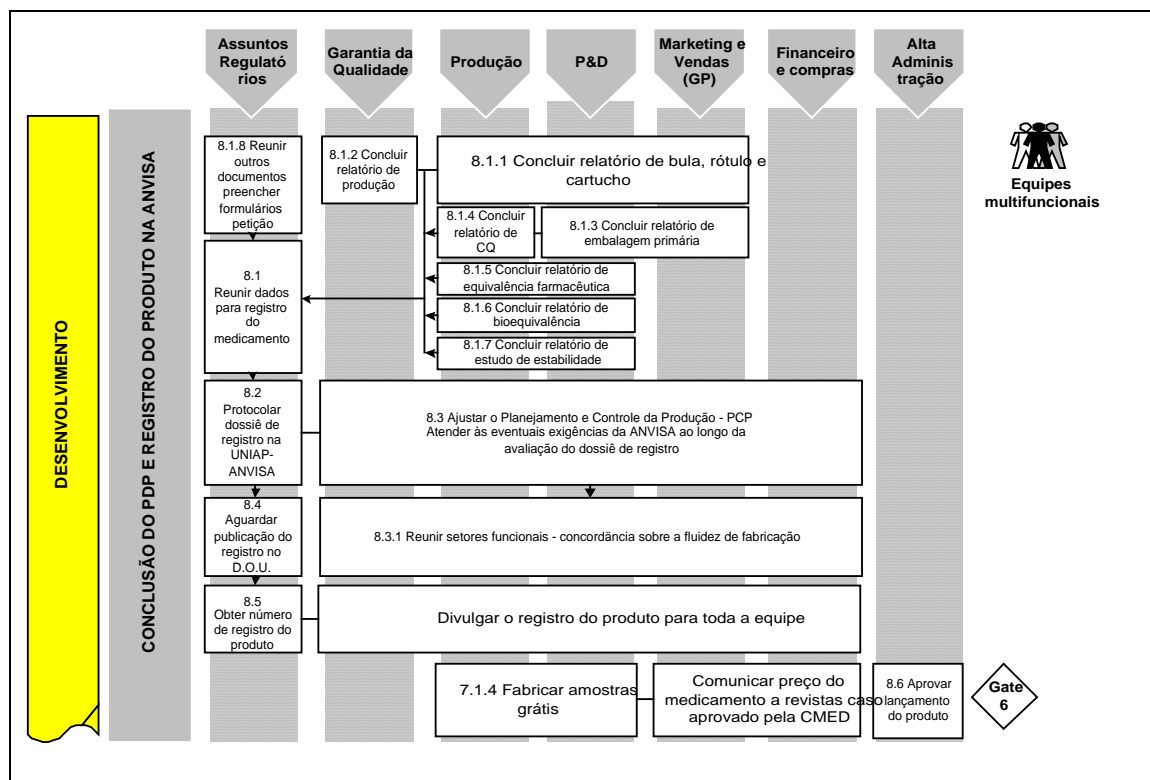 Assuntos
Regulató
rios
Garantia da
Qualidade
Produção
P&D
Marketing e
Vendas
(GP)
Financeiro
e compras
Alta
Adminis
tração
DESENVOLVIMENTO
CONCLUSÃO DO PDP E REGISTRO DO PRODUTO NA ANVISA
8.1.8 Reunir
outros
documentos
preencher
formulários
petição
8.1.2 Concluir
relatório de
produção
8.1.1 Concluir relatório de bula, rótulo e
cartucho
Equipes
multifuncionais
8.1.4 Concluir
relatório de
CQ
8.1.3 Concluir relatório de
embalagem primária
8.1
Reunir dados
para registro
do
medicamento
8.1.5 Concluir relatório de
equivalência farmacêutica
8.1.6 Concluir relatório de
bioequivalência
8.1.7 Concluir relatório de
estudo de estabilidade
8.2
Protocolar
dossiê de
registro na
UNIAP-
ANVISA
8.3 Ajustar o Planejamento e Controle da Produção - PCP
Atender às eventuais exigências da ANVISA ao longo da
avaliação do dossiê de registro
8.4
Aguardar
publicação do
registro no
D.O.U.
8.3.1 Reunir setores funcionais - concordância sobre a fluidez de fabricação
8.5
Obter número
de registro do
produto
Divulgar o registro do produto para toda a equipe
7.1.4 Fabricar amostras
grátis
Comunicar preço do
medicamento a revistas caso
aprovado pela CMED
8.6 Aprovar
lançamento
do produto
Gate
6